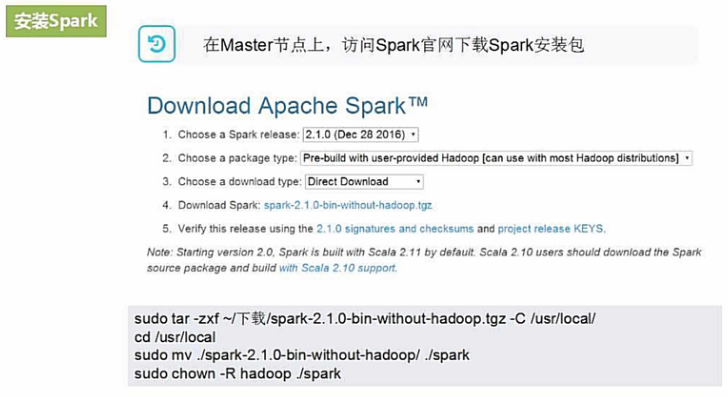 安装Spark
在Master节点上，访问Spark官网下载Spark安装包
Download Apache Spark™
1. Choose a Spark release: 2.1.0 (Dec 28 2016)
2. Choose a package type: Pre-build with user-provided Hadoop [can use with most Hadoop distributions]
3. Choose a download type: Direct Download
4. Download Spark: spark-2.1.0-bin-without-hadoop.tgz
5. Verify this release using the 2.1.0 signatures and checksums and project release KEYS.
Note: Starting version 2.0, Spark is built with Scala 2.11 by default. Scala 2.10 users should download the Spark
source package and build with Scala 2.10 support.
sudo tar -zxf ~/下载/spark-2.1.0-bin-without-hadoop.tgz -C /usr/local/
cd /usr/local
sudo mv ./spark-2.1.0-bin-without-hadoop/ ./spark
sudo chown -R hadoop ./spark